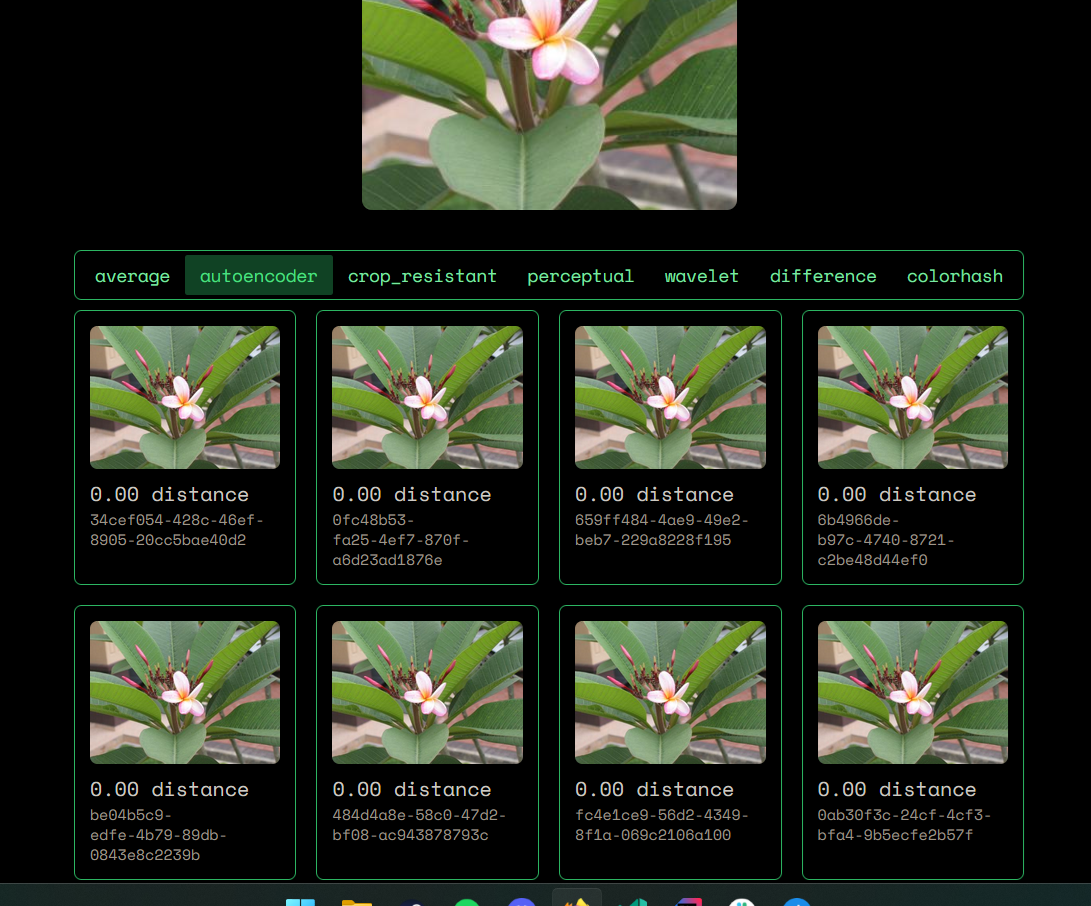 average autoencoder crop_resistant perceptual wavelet difference colorhash
0.00 distance 0.00 distance 0.00 distance 0.00 distance
34cef054-428c-46ef- 0fc48b53- 659ff484-4ae9-49e2- 6b4966de-
8905-20cc5bae40d2 fa25-4ef7-870f- beb7-229a8228f195 b97c-4740-8721-
a6d23ad1876e c2be48d44ef0
0.00 distance 0.00 distance 0.00 distance 0.00 distance
be04b5c9- 484d4a8e-58c0-47d2- fc4e1ce9-56d2-4349- 0ab30f3c-24cf-4cf3-
edfe-4b79-89db- bf08-ac943878793c 8f1a-069c2106a100 bfa4-9b5ecfe2b57f
0843e8c2239b